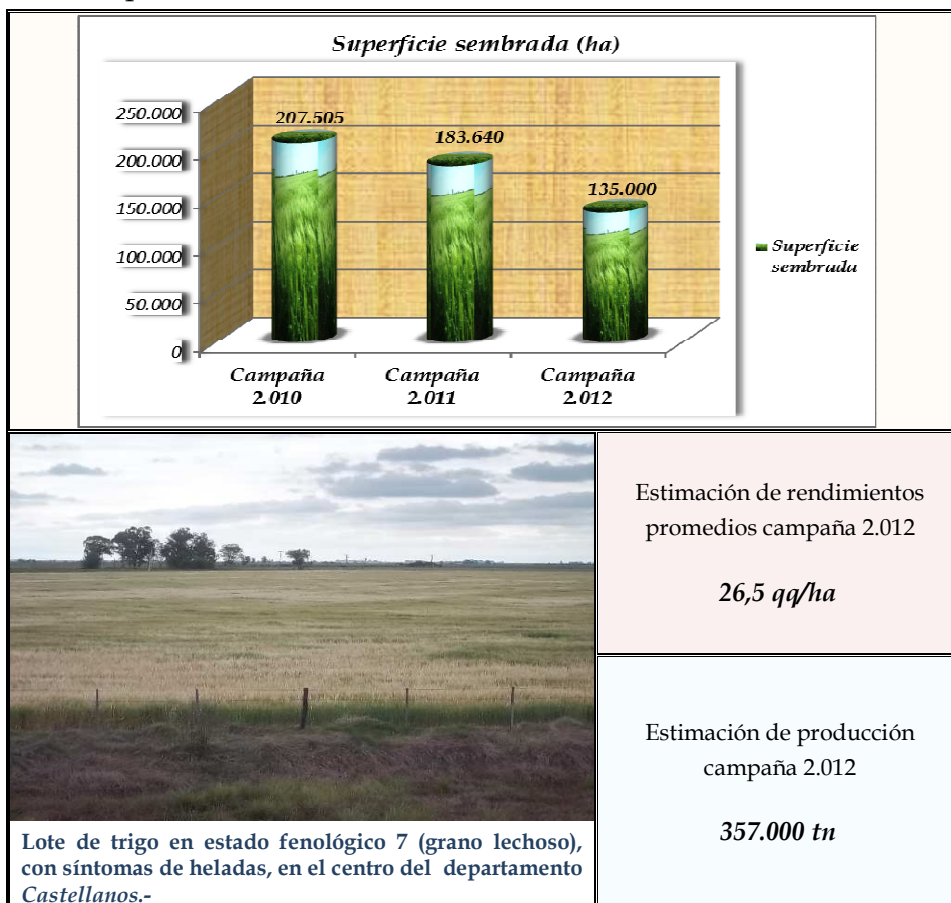 Superficie sembrada (ha)
250.000
200.000
150.000
100.000
50.000
0
207.505
183.640
135.000
Campaña
2.010
Campaña
2.011
Campaña
2.012
Superficie
sembrada
Lote de trigo en estado fenológico 7 (grano lechoso),
con síntomas de heladas, en el centro del departamento
Castellanos.-
Estimación de rendimientos
promedios campaña 2.012
26,5 qq/ha
Estimación de producción
campaña 2.012
357.000 tn